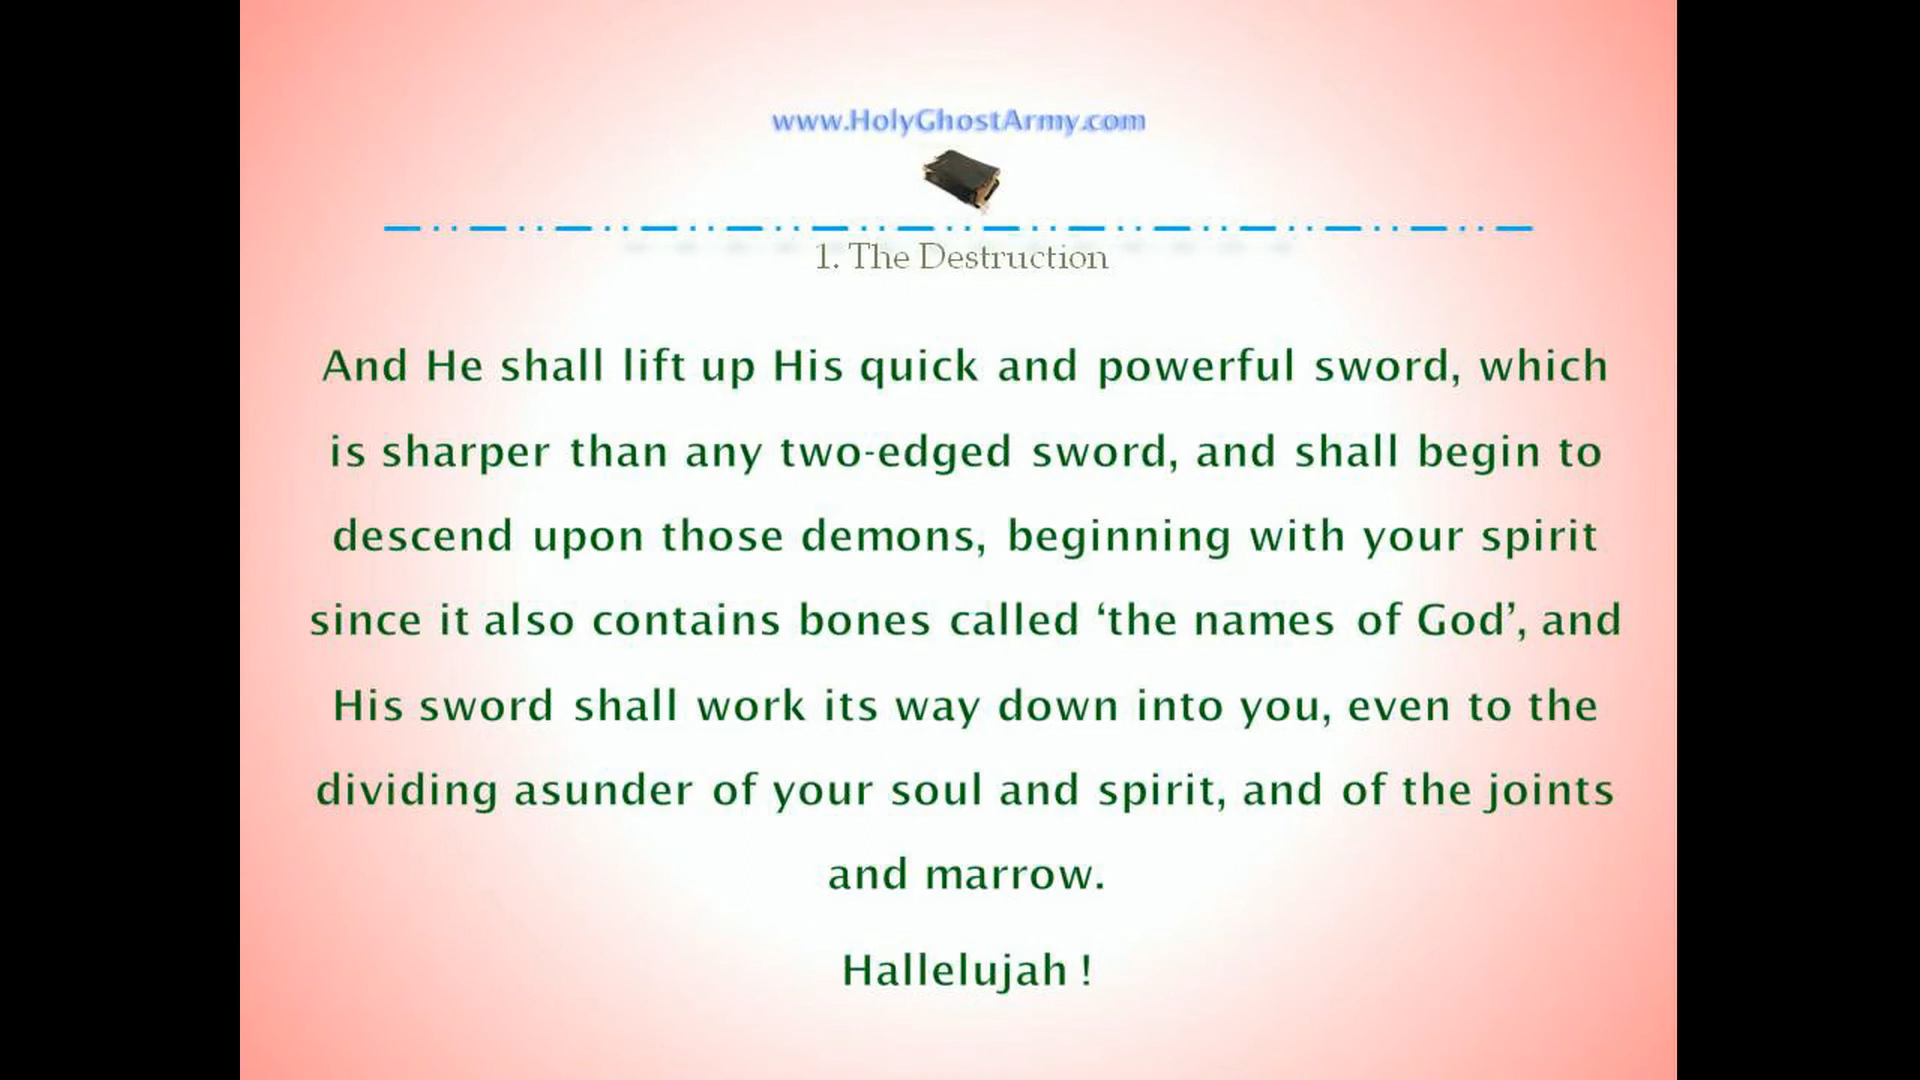 www.HolyGhostArmy.com
1. The Destruction
And He shall lift up His quick and powerful sword, which
is sharper than any two-edged sword, and shall begin to
descend upon those demons, beginning with your spirit
since it also contains bones called ‘the names of God’, and
His sword shall work its way down into you, even to the
dividing asunder of your soul and spirit, and of the joints
and marrow.
Hallelujah !